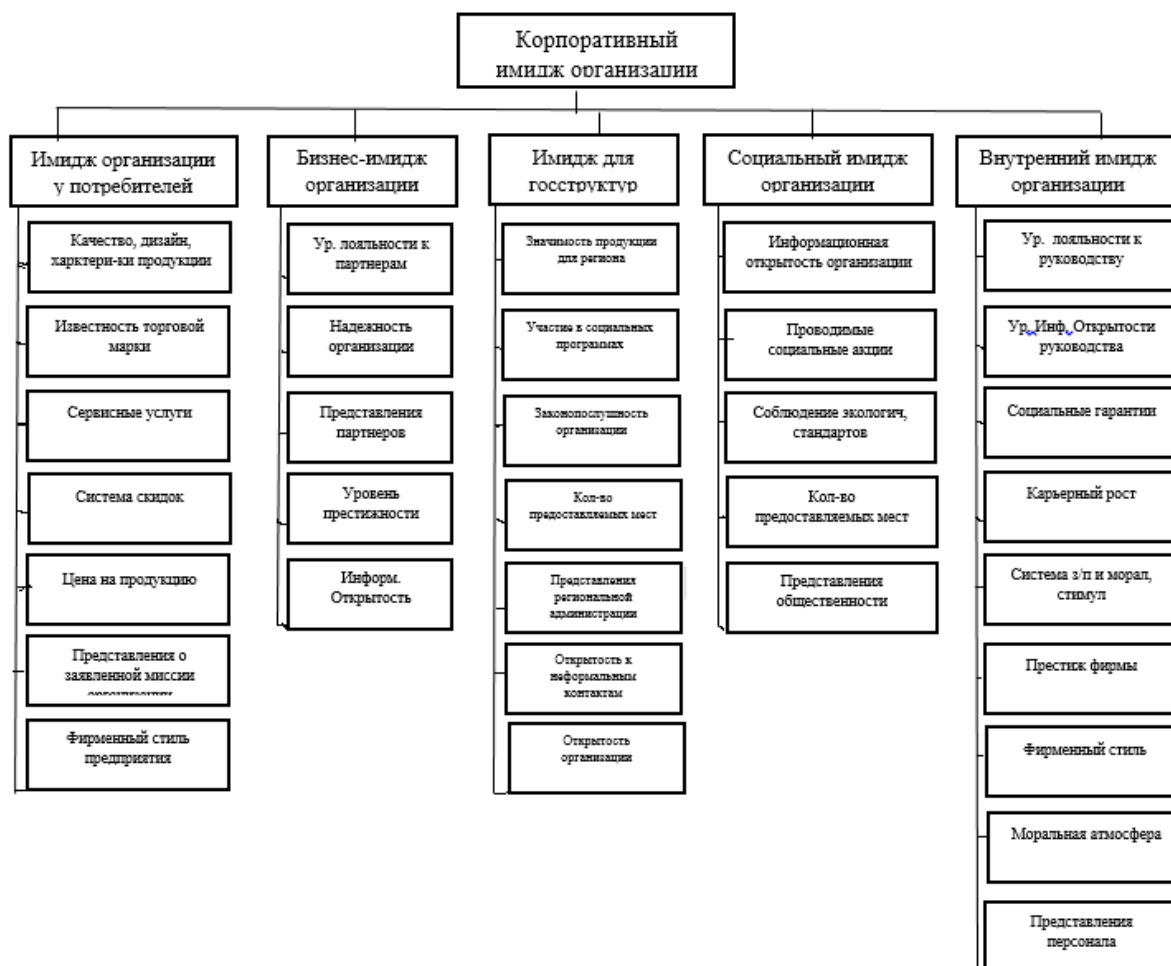 Корпоративный
имидж организации
Имидж организации
у потребителей
Качество, дизайн,
харктери-ки продукции
Известность торговой
марки
Сервисные услуги
Система скидок
Цена на продукцию
Представления о
заявленной миссии
организации
Фирменный стиль
предприятия
Бизнес-имидж
организации
Ур. лояльности к
партнерам
Надежность
организации
Представления
партнеров
Уровень
престижности
Информ.
Открытость
Имидж для
госструктур
Значимость продукции
для региона
Участие в социальных
программах
Законопослушность
организации
Кол-во
предоставляемых мест
Представления
региональной
администрации
Открытость к
неформальным
контактам
Открытость
организации
Социальный имидж
организации
Информационная
открытость организации
Проводимые
социальные акции
Соблюдение экологич,
стандартов
Кол-во
предоставляемых мест
Представления
общественности
Внутренний имидж
организации
Ур. лояльности к
руководству
Ур. Инф. Открытости
руководства
Социальные гарантии
Карьерный рост
Система з/п и морал,
стимул
Престиж фирмы
Фирменный стиль
Моральная атмосфера
Представления
персонала